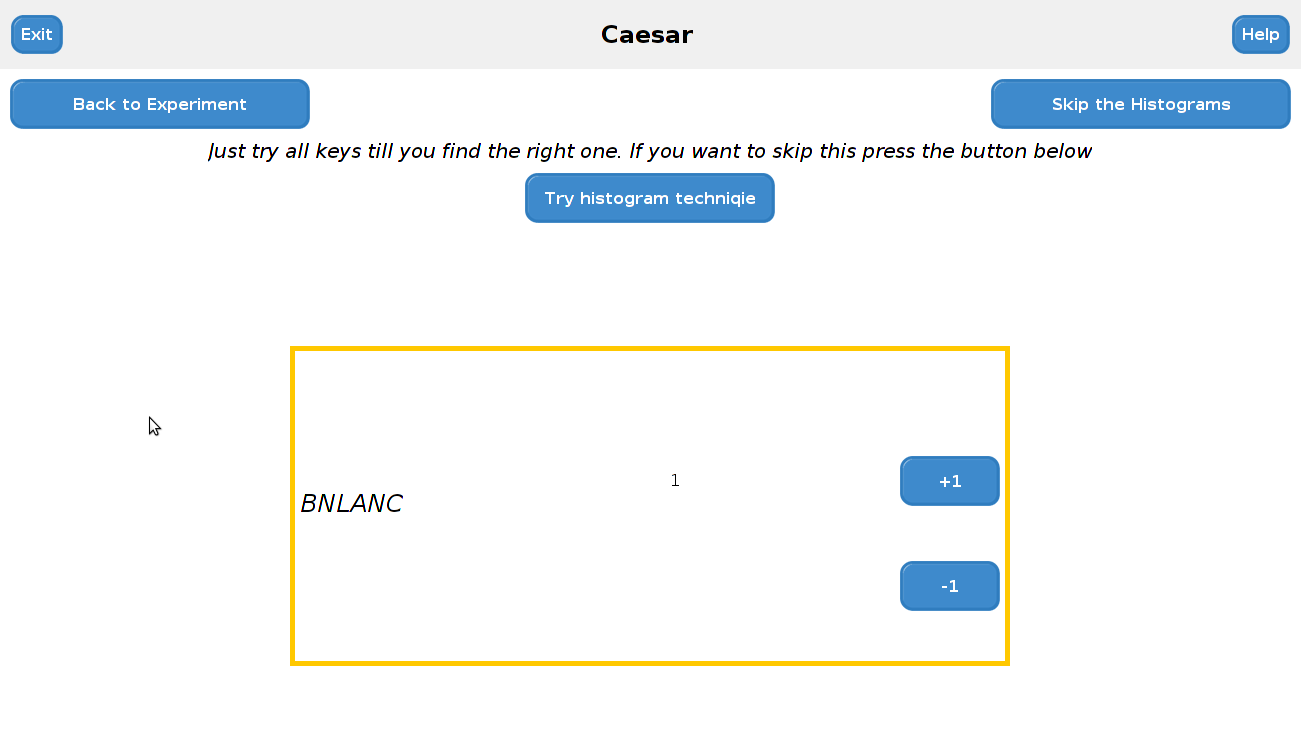 Exit
Caesar
Help
Back to Experiment
Skip the Histograms
Just try all keys till you find the right one. If you want to skip this press the button below
Try histogram techniqie
1
+1
BNLANC
-1